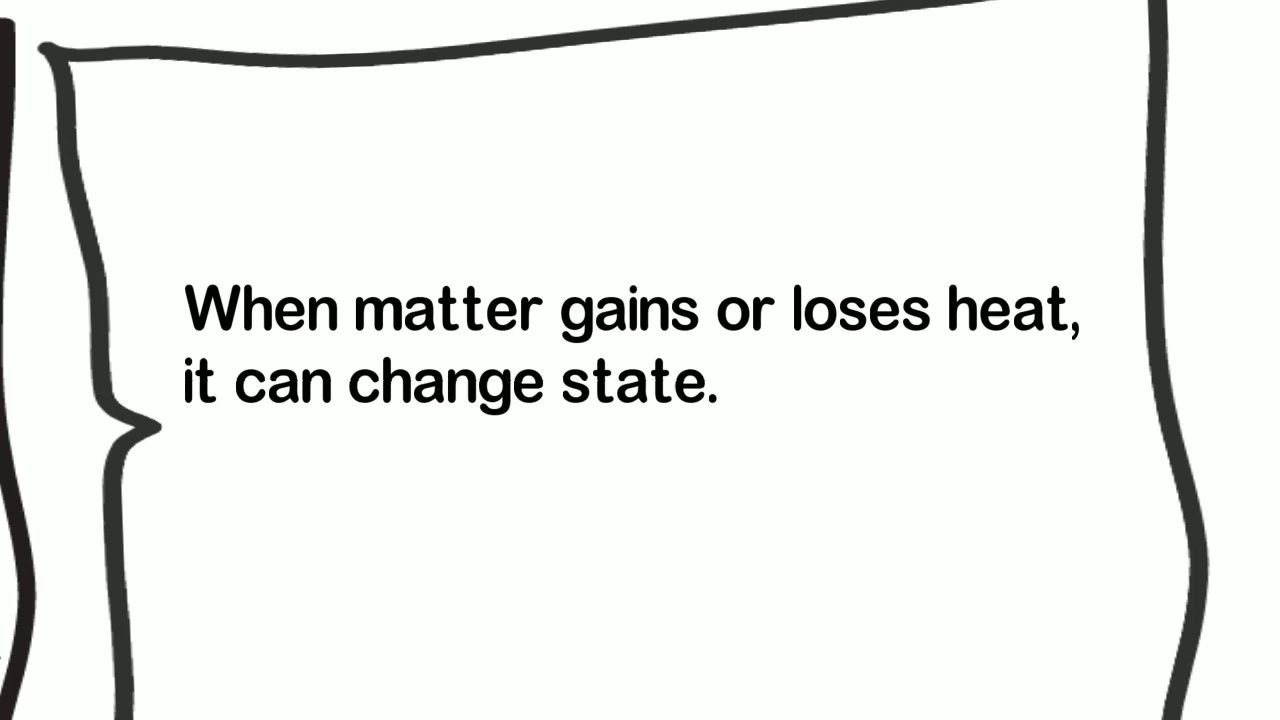 When matter gains or loses heat,
it can change state.